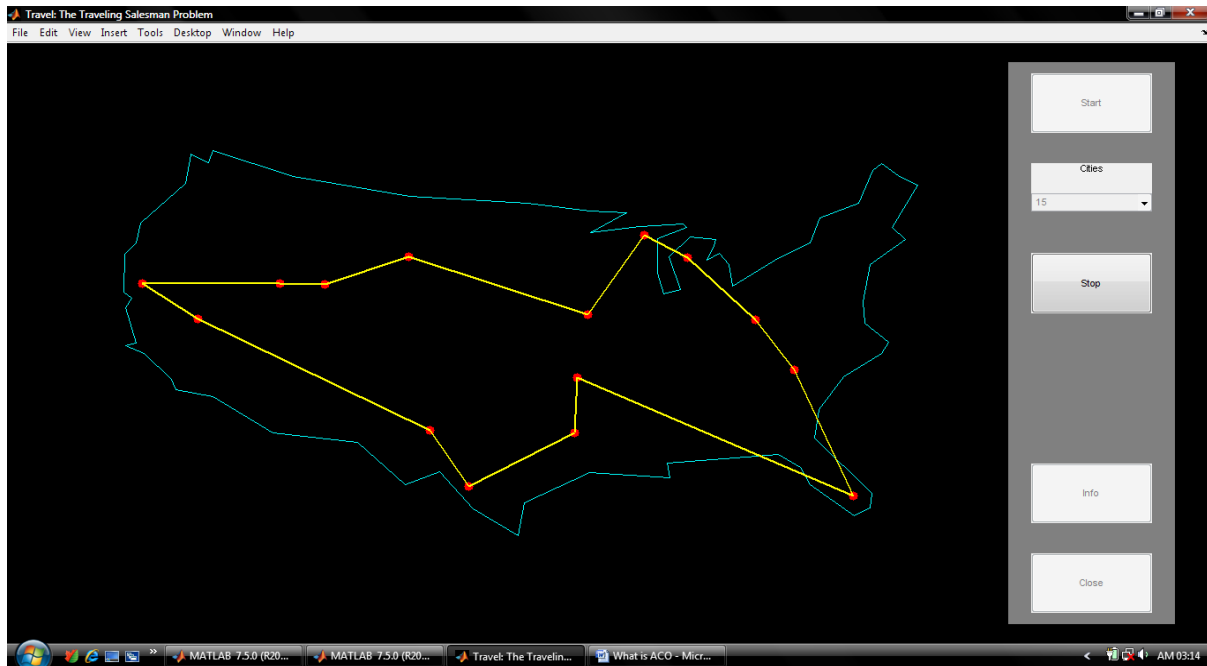 Travel: The Traveling Salesman Problem
File Edit View Insert Tools Desktop Window Help
Start
Cities
15
Stop
Info
Close
» MATLAB 7.5.0 (R20... MATLAB 7.5.0 (R20... Travel: The Travelin... What is ACO - Micr... < AM 03:14